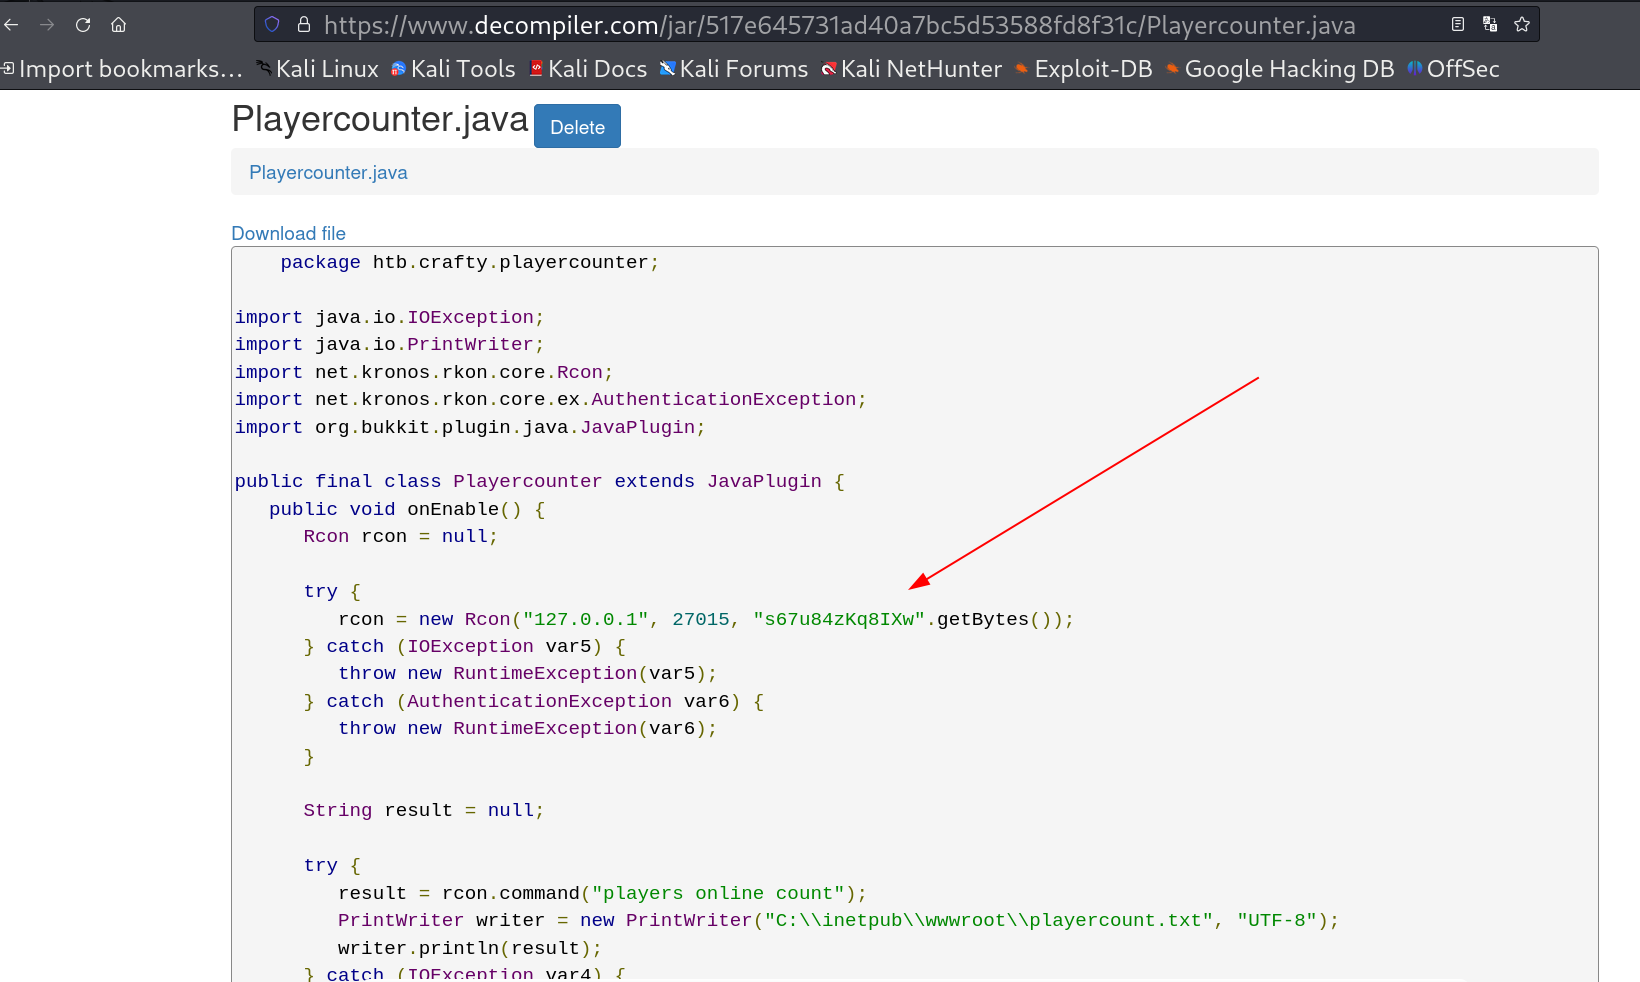 https://www.decompiler.com/jar/517e645731ad40a7bc5d53588fd8f31c/Playercounter.java
Import bookmarks... Kali Linux Kali Tools Kali Docs Kali Forums Kali NetHunter Exploit-DB Google Hacking DB OffSec
Playercounter.java Delete
Playercounter.java
Download file
package htb.crafty.playercounter;
import java.io.IOException;
import java.io.PrintWriter;
import net.kronos.rkon.core.Rcon;
import net.kronos.rkon.core.ex.AuthenticationException;
import org.bukkit.plugin.java.JavaPlugin;
public final class Playercounter extends JavaPlugin {
public void onEnable() {
Rcon rcon = null;
try {
rcon = new Rcon("127.0.0.1", 27015, "s67u84zKq8IXw".getBytes());
} catch (IOException var5) {
throw new RuntimeException(var5);
} catch (AuthenticationException var6) {
throw new RuntimeException(var6);
}
String result = null;
try {
result = rcon.command("players online count");
PrintWriter writer = new PrintWriter("C:\\inetpub\\wwwroot\\playercount.txt", "UTF-8");
writer.println(result);
} catch (IOException var4) {